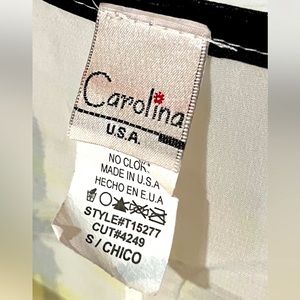 Carolina
U.S.A.
NO CLOR.
MADE IN U.S.A
HECHO EN E.U.A
STYLE#T15277
CUT#4249
S / CHICO